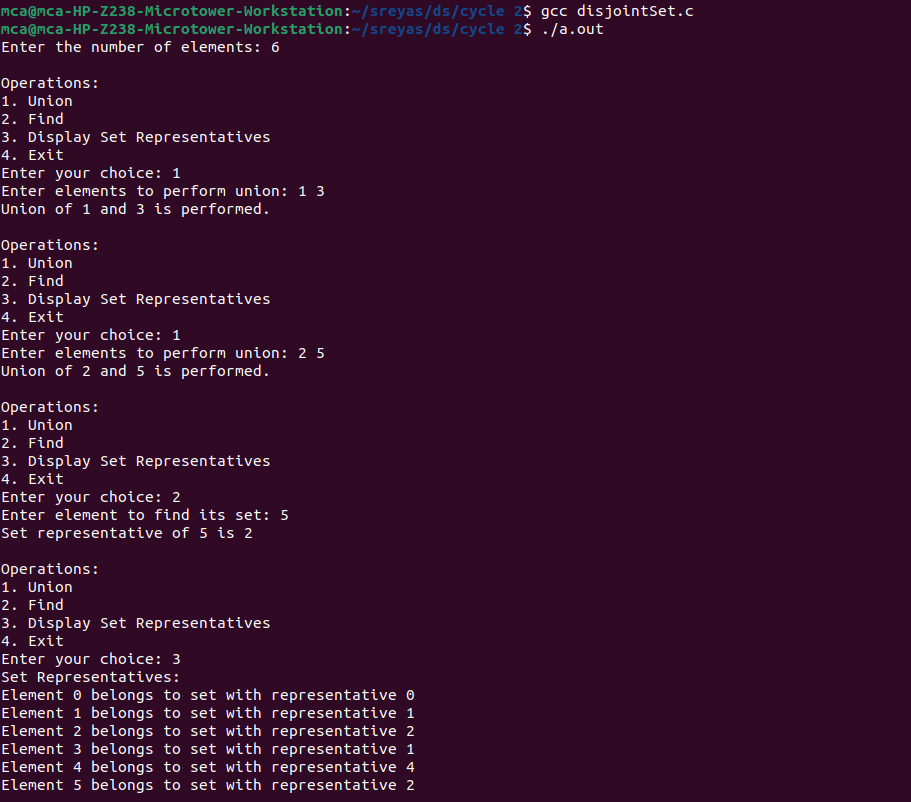 mca@mca-HP-Z238-Microtower-Workstation:~/sreyas/ds/cycle 2$ gcc disjointSet.c
mca@mca-HP-Z238-Microtower-Workstation:~/sreyas/ds/cycle 2$ ./a.out
Enter the number of elements: 6

Operations:
1. Union
2. Find
3. Display Set Representatives
4. Exit
Enter your choice: 1
Enter elements to perform union: 1 3
Union of 1 and 3 is performed.

Operations:
1. Union
2. Find
3. Display Set Representatives
4. Exit
Enter your choice: 1
Enter elements to perform union: 2 5
Union of 2 and 5 is performed.

Operations:
1. Union
2. Find
3. Display Set Representatives
4. Exit
Enter your choice: 2
Enter element to find its set: 5
Set representative of 5 is 2

Operations:
1. Union
2. Find
3. Display Set Representatives
4. Exit
Enter your choice: 3
Set Representatives:
Element 0 belongs to set with representative 0
Element 1 belongs to set with representative 1
Element 2 belongs to set with representative 2
Element 3 belongs to set with representative 1
Element 4 belongs to set with representative 4
Element 5 belongs to set with representative 2